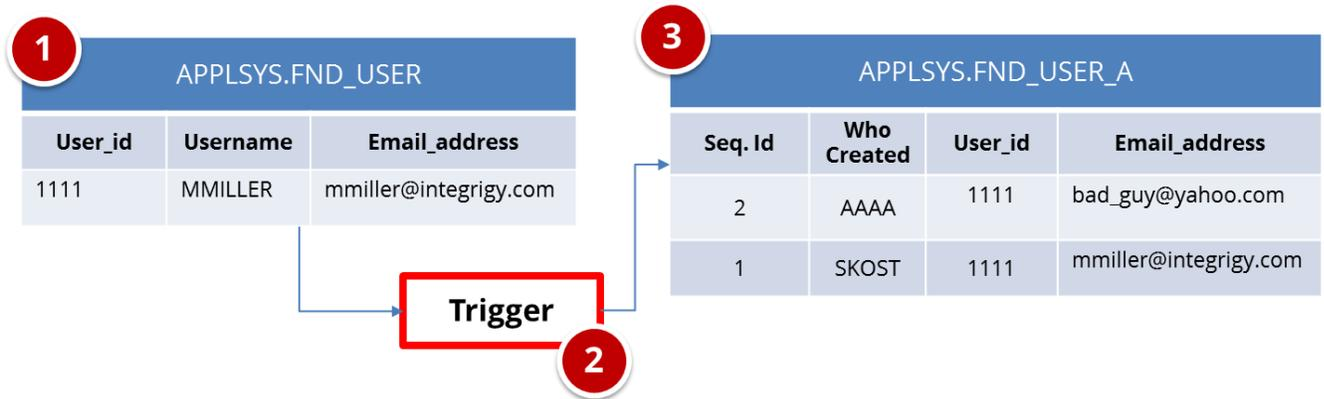 1
APPLSYS.FND_USER
User_id Username Email_address
1111 MMILLER mmiller@integrigy.com
Trigger
2
3
APPLSYS.FND_USER_A
Seq. Id Who Created User_id Email_address
2 AAAA 1111 bad_guy@yahoo.com
1 SKOST 1111 mmiller@integrigy.com